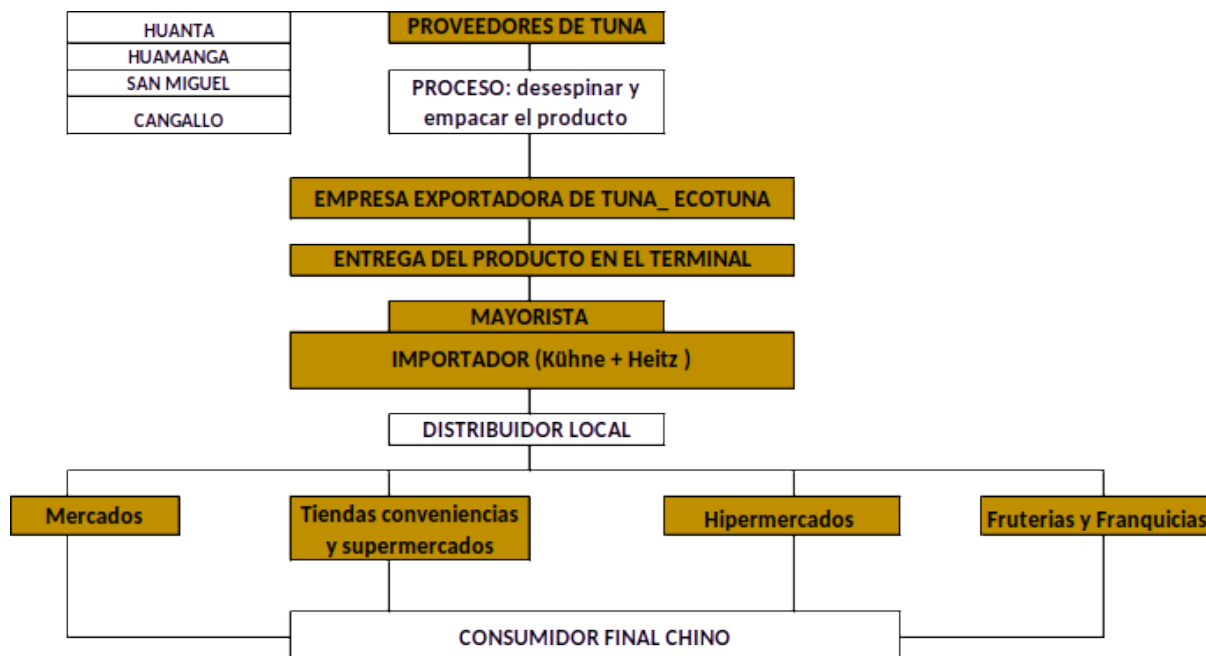 HUANTA
HUAMANGA
SAN MIGUEL
CANGALLO
PROVEEDORES DE TUNA
PROCESO: desespinar y
empacar el producto
EMPRESA EXPORTADORA DE TUNA_ ECOTUNA
ENTREGA DEL PRODUCTO EN EL TERMINAL
MAYORISTA
IMPORTADOR (Kühne + Heitz )
DISTRIBUIDOR LOCAL
Mercados
Tiendas conveniencias
y supermercados
Hipermercados
Fruterias y Franquicias
CONSUMIDOR FINAL CHINO